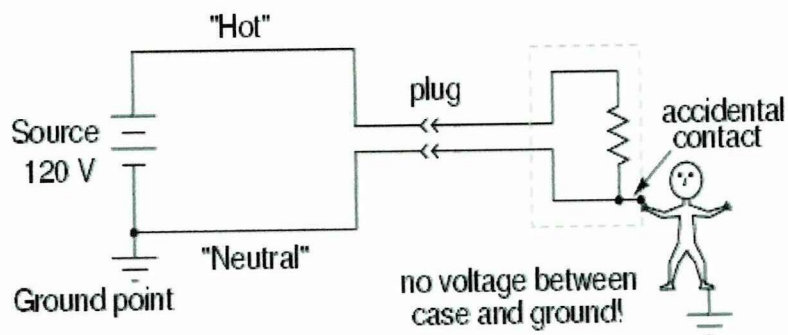 "Hot"
plug
accidental
contact
Source
120 V
"Neutral"
Ground point
no voltage between
case and ground!